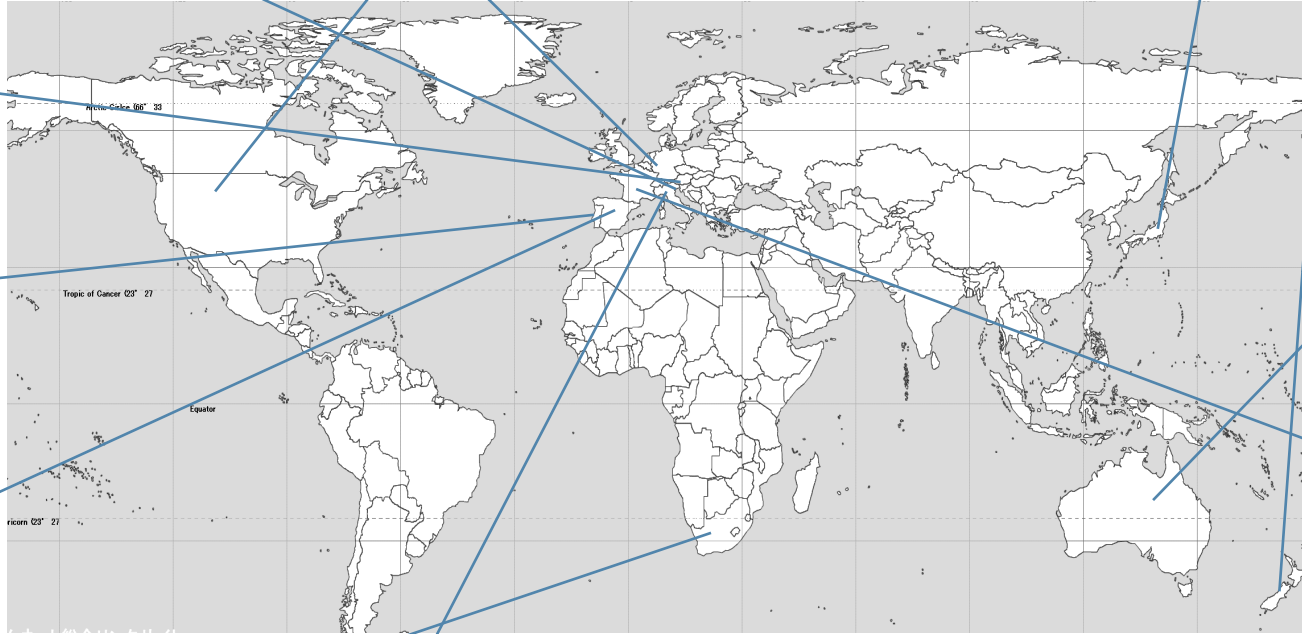 Arctic Circle (66° 33
Tropic of Cancer (23° 27
Equator
ricorn (23° 27